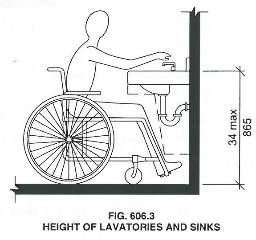 34 max
865
FIG. 606.3
HEIGHT OF LAVATORIES AND SINKS